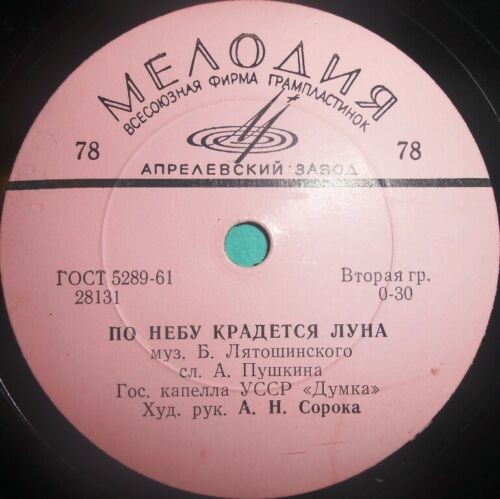 МЕЛОДИЯ
ВСЕСОЮЗНАЯ ФИРМА ГРАМПЛАСТИНОК
78 78
АПРЕЛЕВСКИЙ ЗАВОД
ГОСТ 5289-61 Вторая гр.
28131 0-30
ПО НЕБУ КРАДЕТСЯ ЛУНА
муз. Б. Лятошинского
сл. А. Пушкина
Гос. капелла УССР «Думка»
Худ. рук. А. Н. Сорока